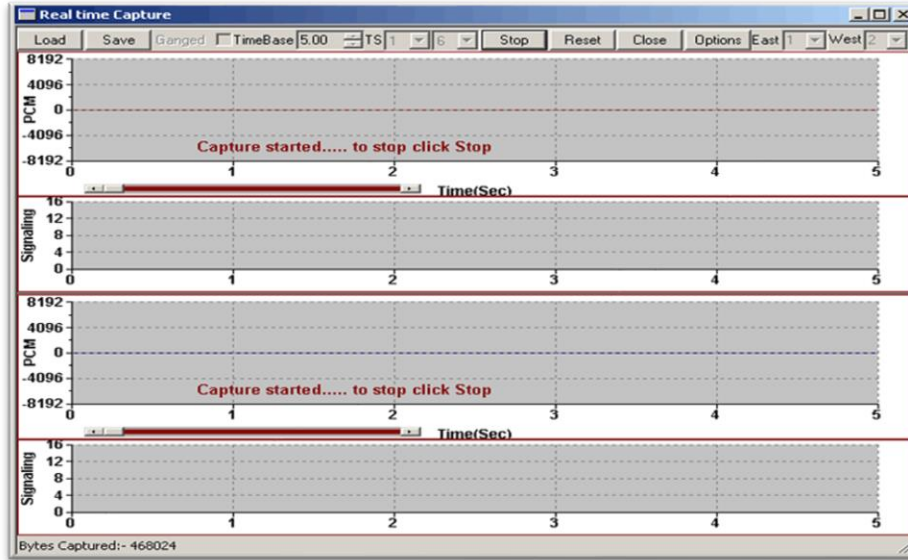 Real time Capture
Load Save Ganged TimeBase 5.00 TS 1 6 Stop Reset Close Options East 1 West 2
8192
4096
0
-4096
-8192
PCM
Capture started..... to stop click Stop
0 1 2 3 4 5
Time(Sec)
16
12
8
4
0
Signaling
0 1 2 3 4 5
8192
4096
0
-4096
-8192
PCM
Capture started..... to stop click Stop
0 1 2 3 4 5
Time(Sec)
16
12
8
4
0
Signaling
0 1 2 3 4 5
Bytes Captured:- 468024